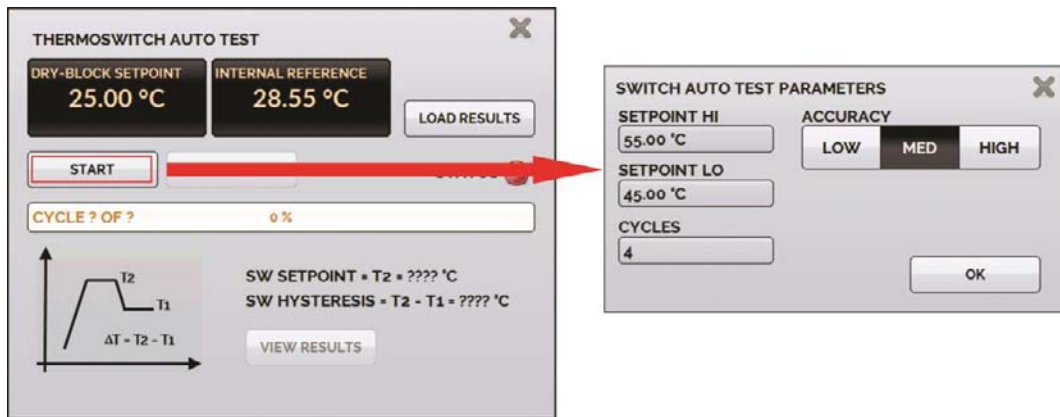 THERMOSWITCH AUTO TEST
DRY-BLOCK SETPOINT
25.00 °C
INTERNAL REFERENCE
28.55 °C
LOAD RESULTS
START
CYCLE ? OF ?
0 %
T2
T1
ΔT = T2 - T1
SW SETPOINT = T2 = ???? °C
SW HYSTERESIS = T2 - T1 = ???? °C
VIEW RESULTS
SWITCH AUTO TEST PARAMETERS
SETPOINT HI
55.00 °C
SETPOINT LO
45.00 °C
CYCLES
4
ACCURACY
LOW MED HIGH
OK